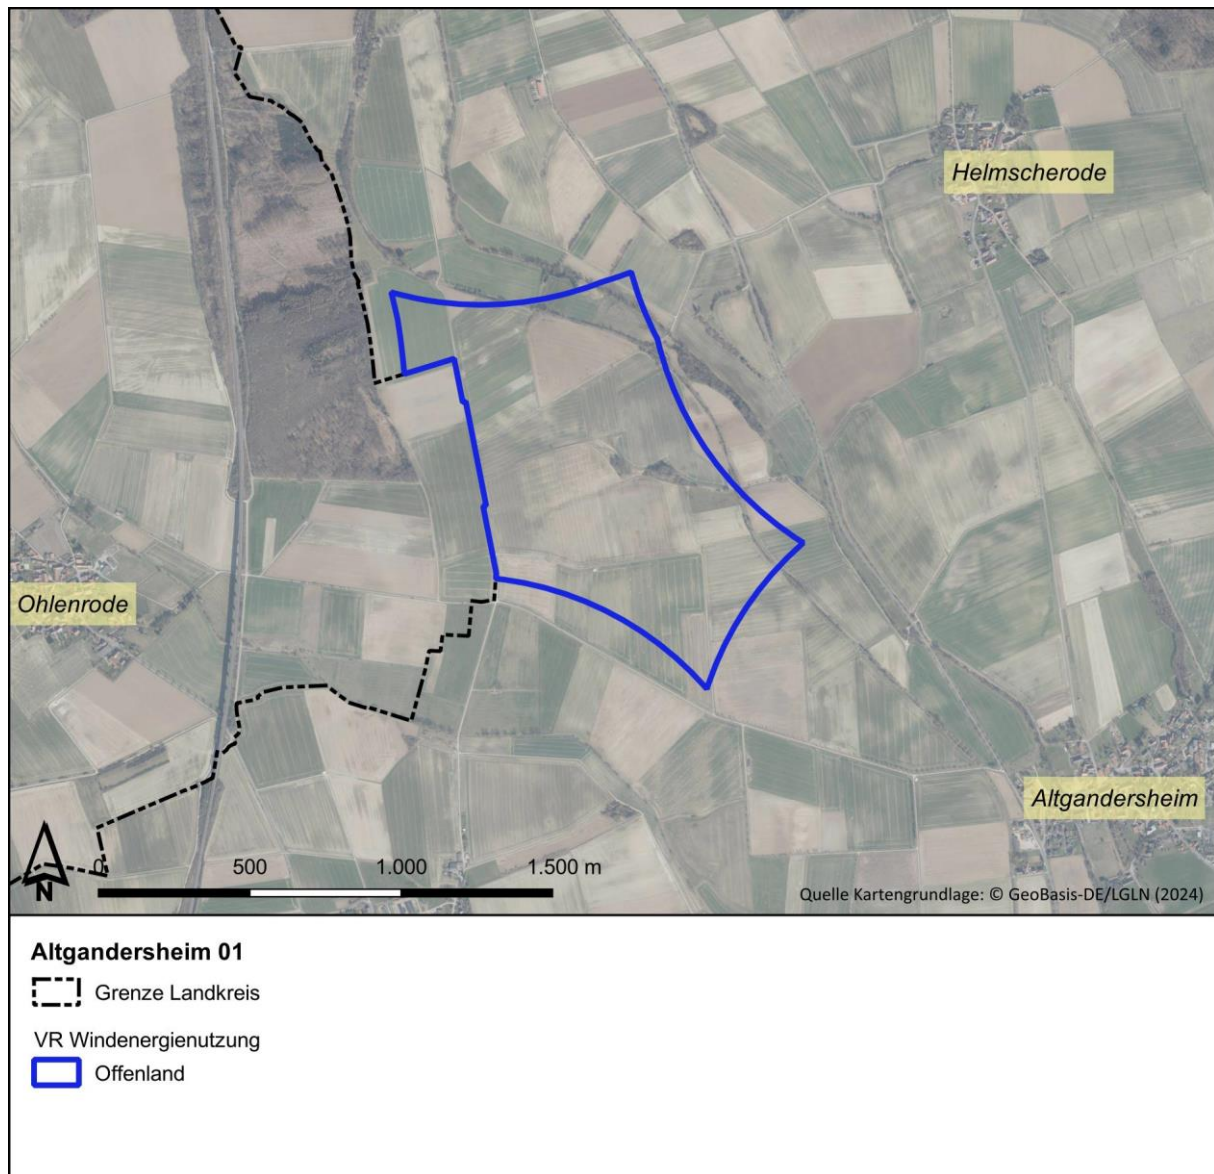 Helmscherode
Ohlenrode
Altgandersheim
0 500 1.000 1.500 m
N
Quelle Kartengrundlage: © GeoBasis-DE/LGLN (2024)
Altgandersheim 01
Grenze Landkreis
VR Windenergienutzung
Offenland